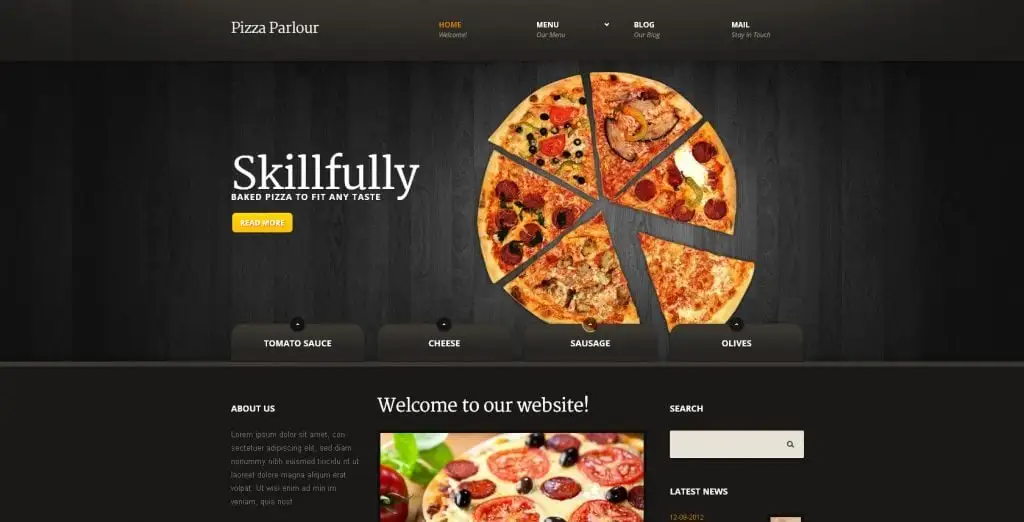 Pizza Parlour
HOME
Welcome!
MENU
Our Menu
BLOG
Our Blog
MAIL
Stay In Touch
Skillfully
BAKED PIZZA TO FIT ANY TASTE
READ MORE
TOMATO SAUCE
CHEESE
SAUSAGE
OLIVES
ABOUT US
Lorem ipsum dolor sit amet, con
sectetuer adipiscing elit, sed diam
nonummy nibh euismod tincidu nt ut
laoreet dolore magna aliqum erat
volpat. Ut wisi enim ad min im
veniam, quis nost
Welcome to our website!
SEARCH
LATEST NEWS
12-09-2012